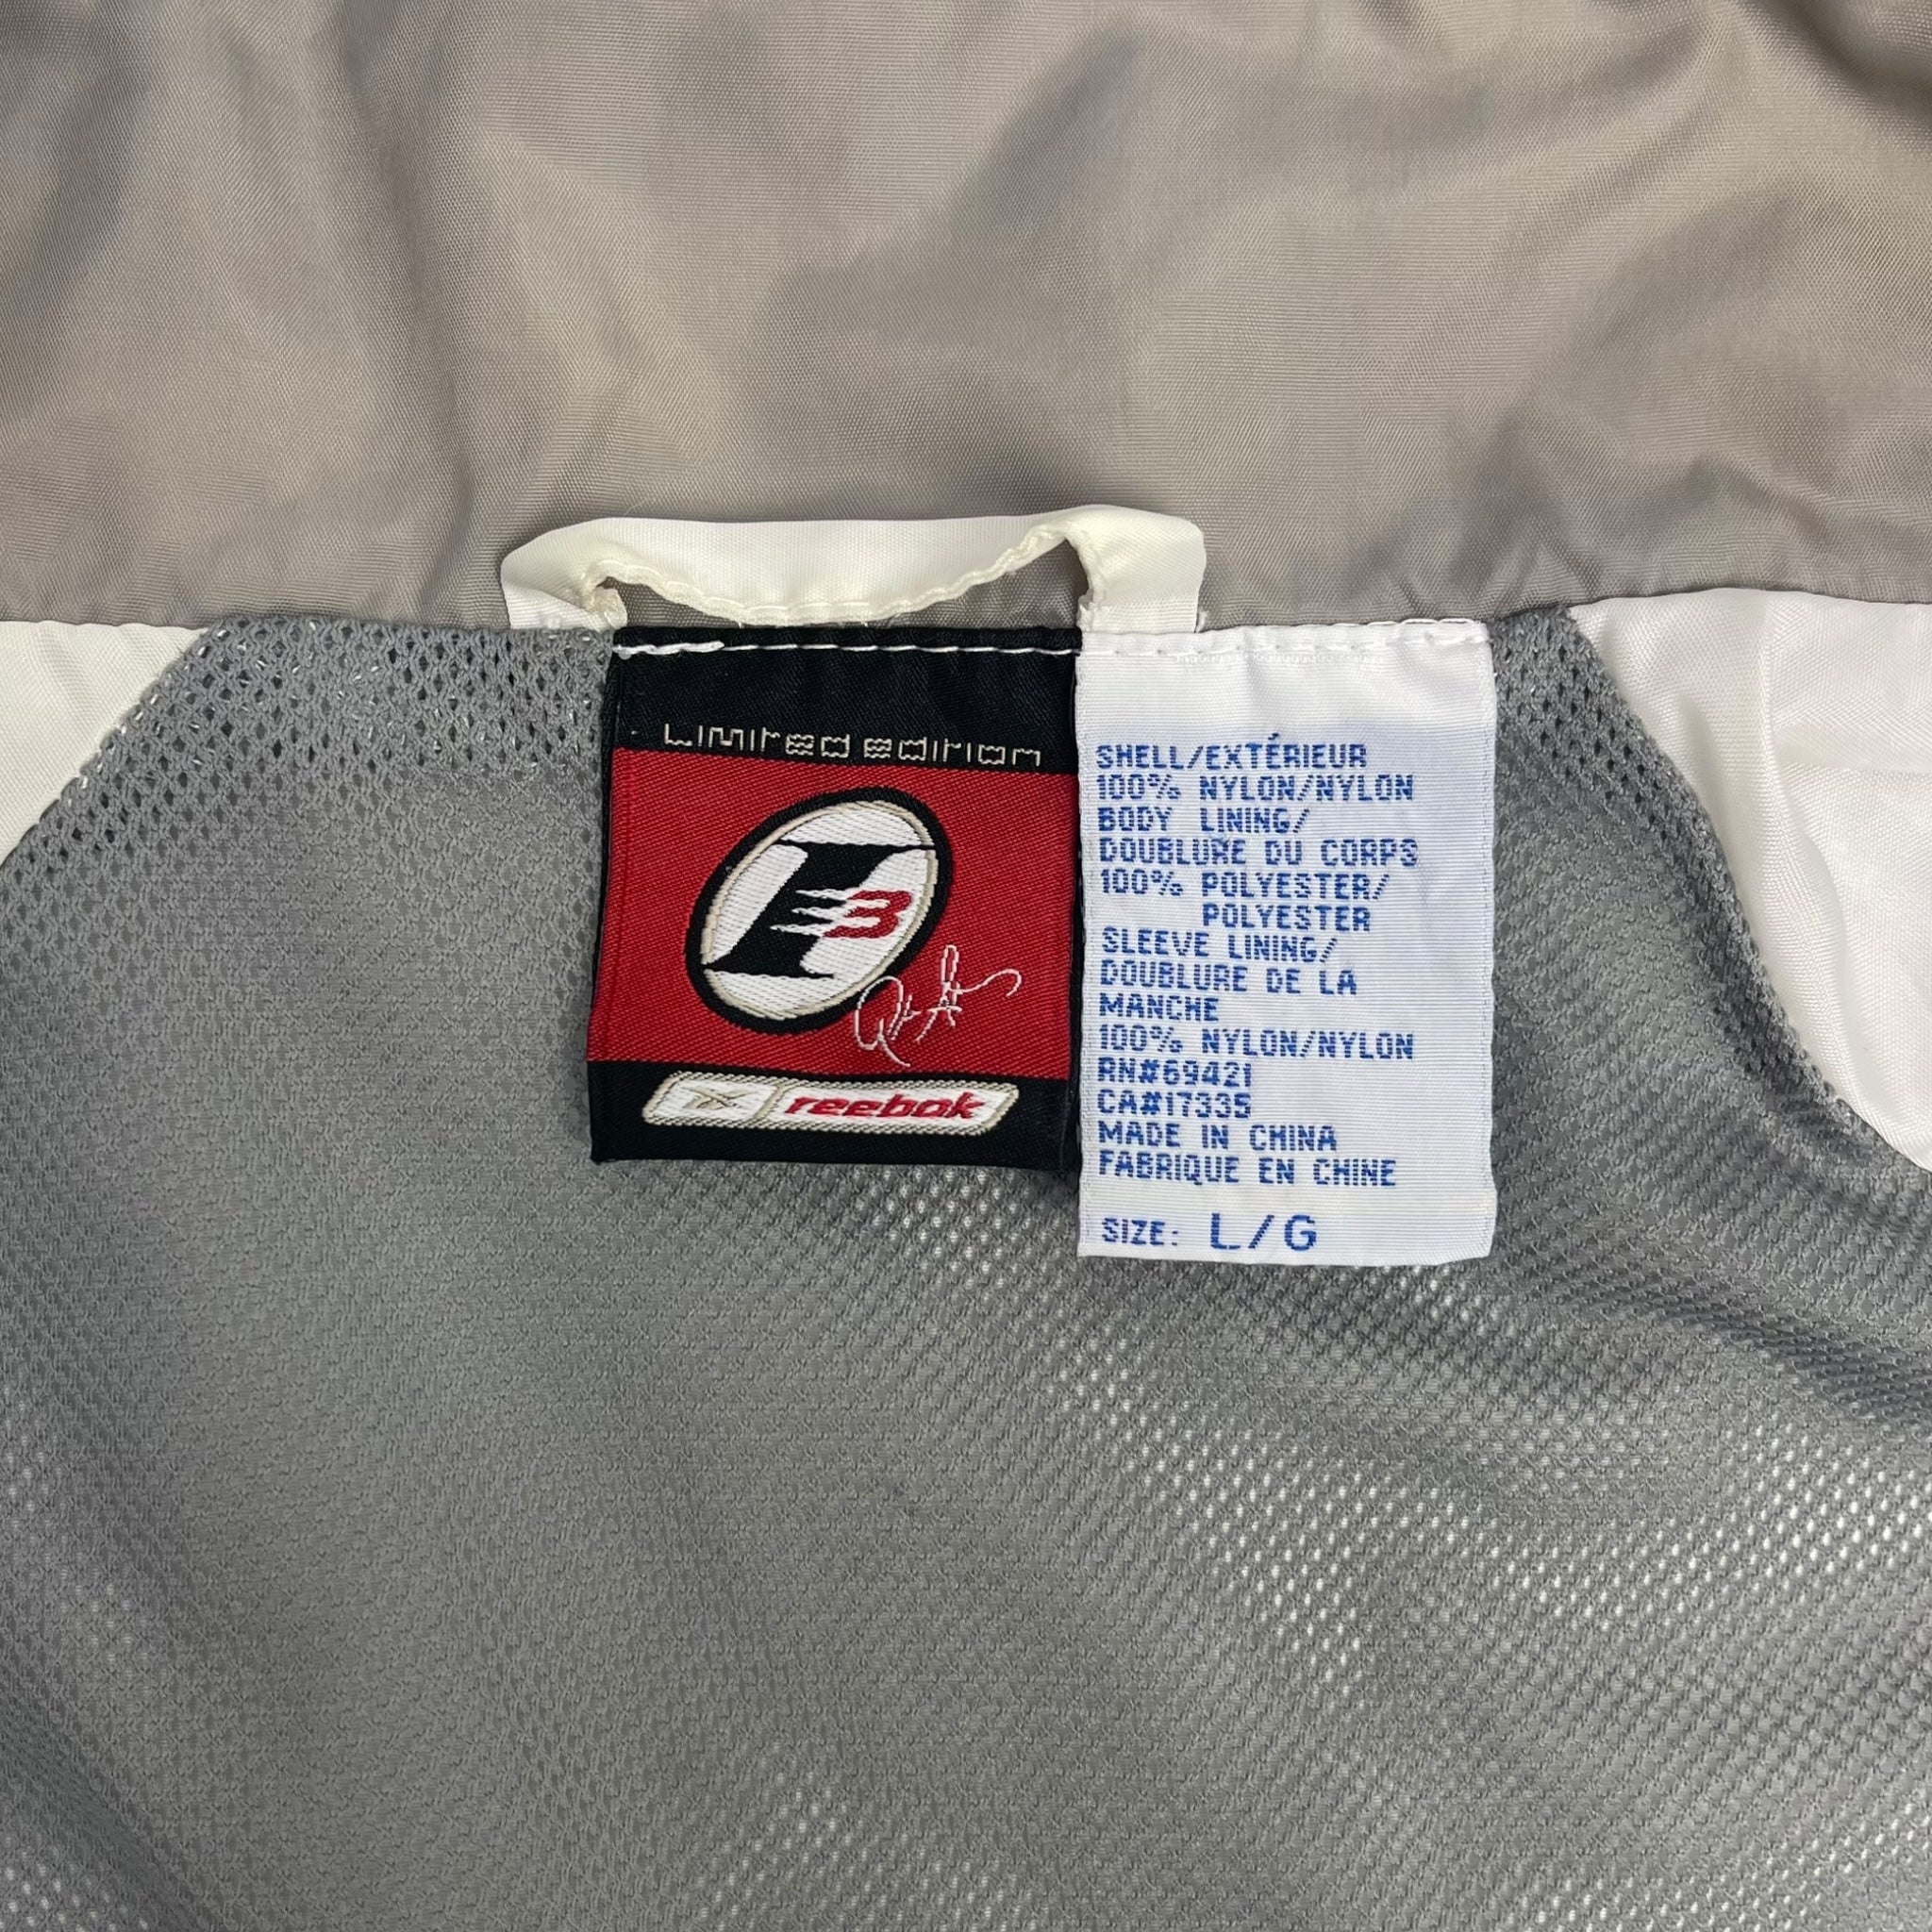 Limited edition
I3
reebok
SHELL/EXTÉRIEUR
100% NYLON/NYLON
BODY LINING/
DOUBLURE DU CORPS
100% POLYESTER/
POLYESTER
SLEEVE LINING/
DOUBLURE DE LA
MANCHE
100% NYLON/NYLON
RN#69421
CA#17335
MADE IN CHINA
FABRIQUE EN CHINE
SIZE: L/G